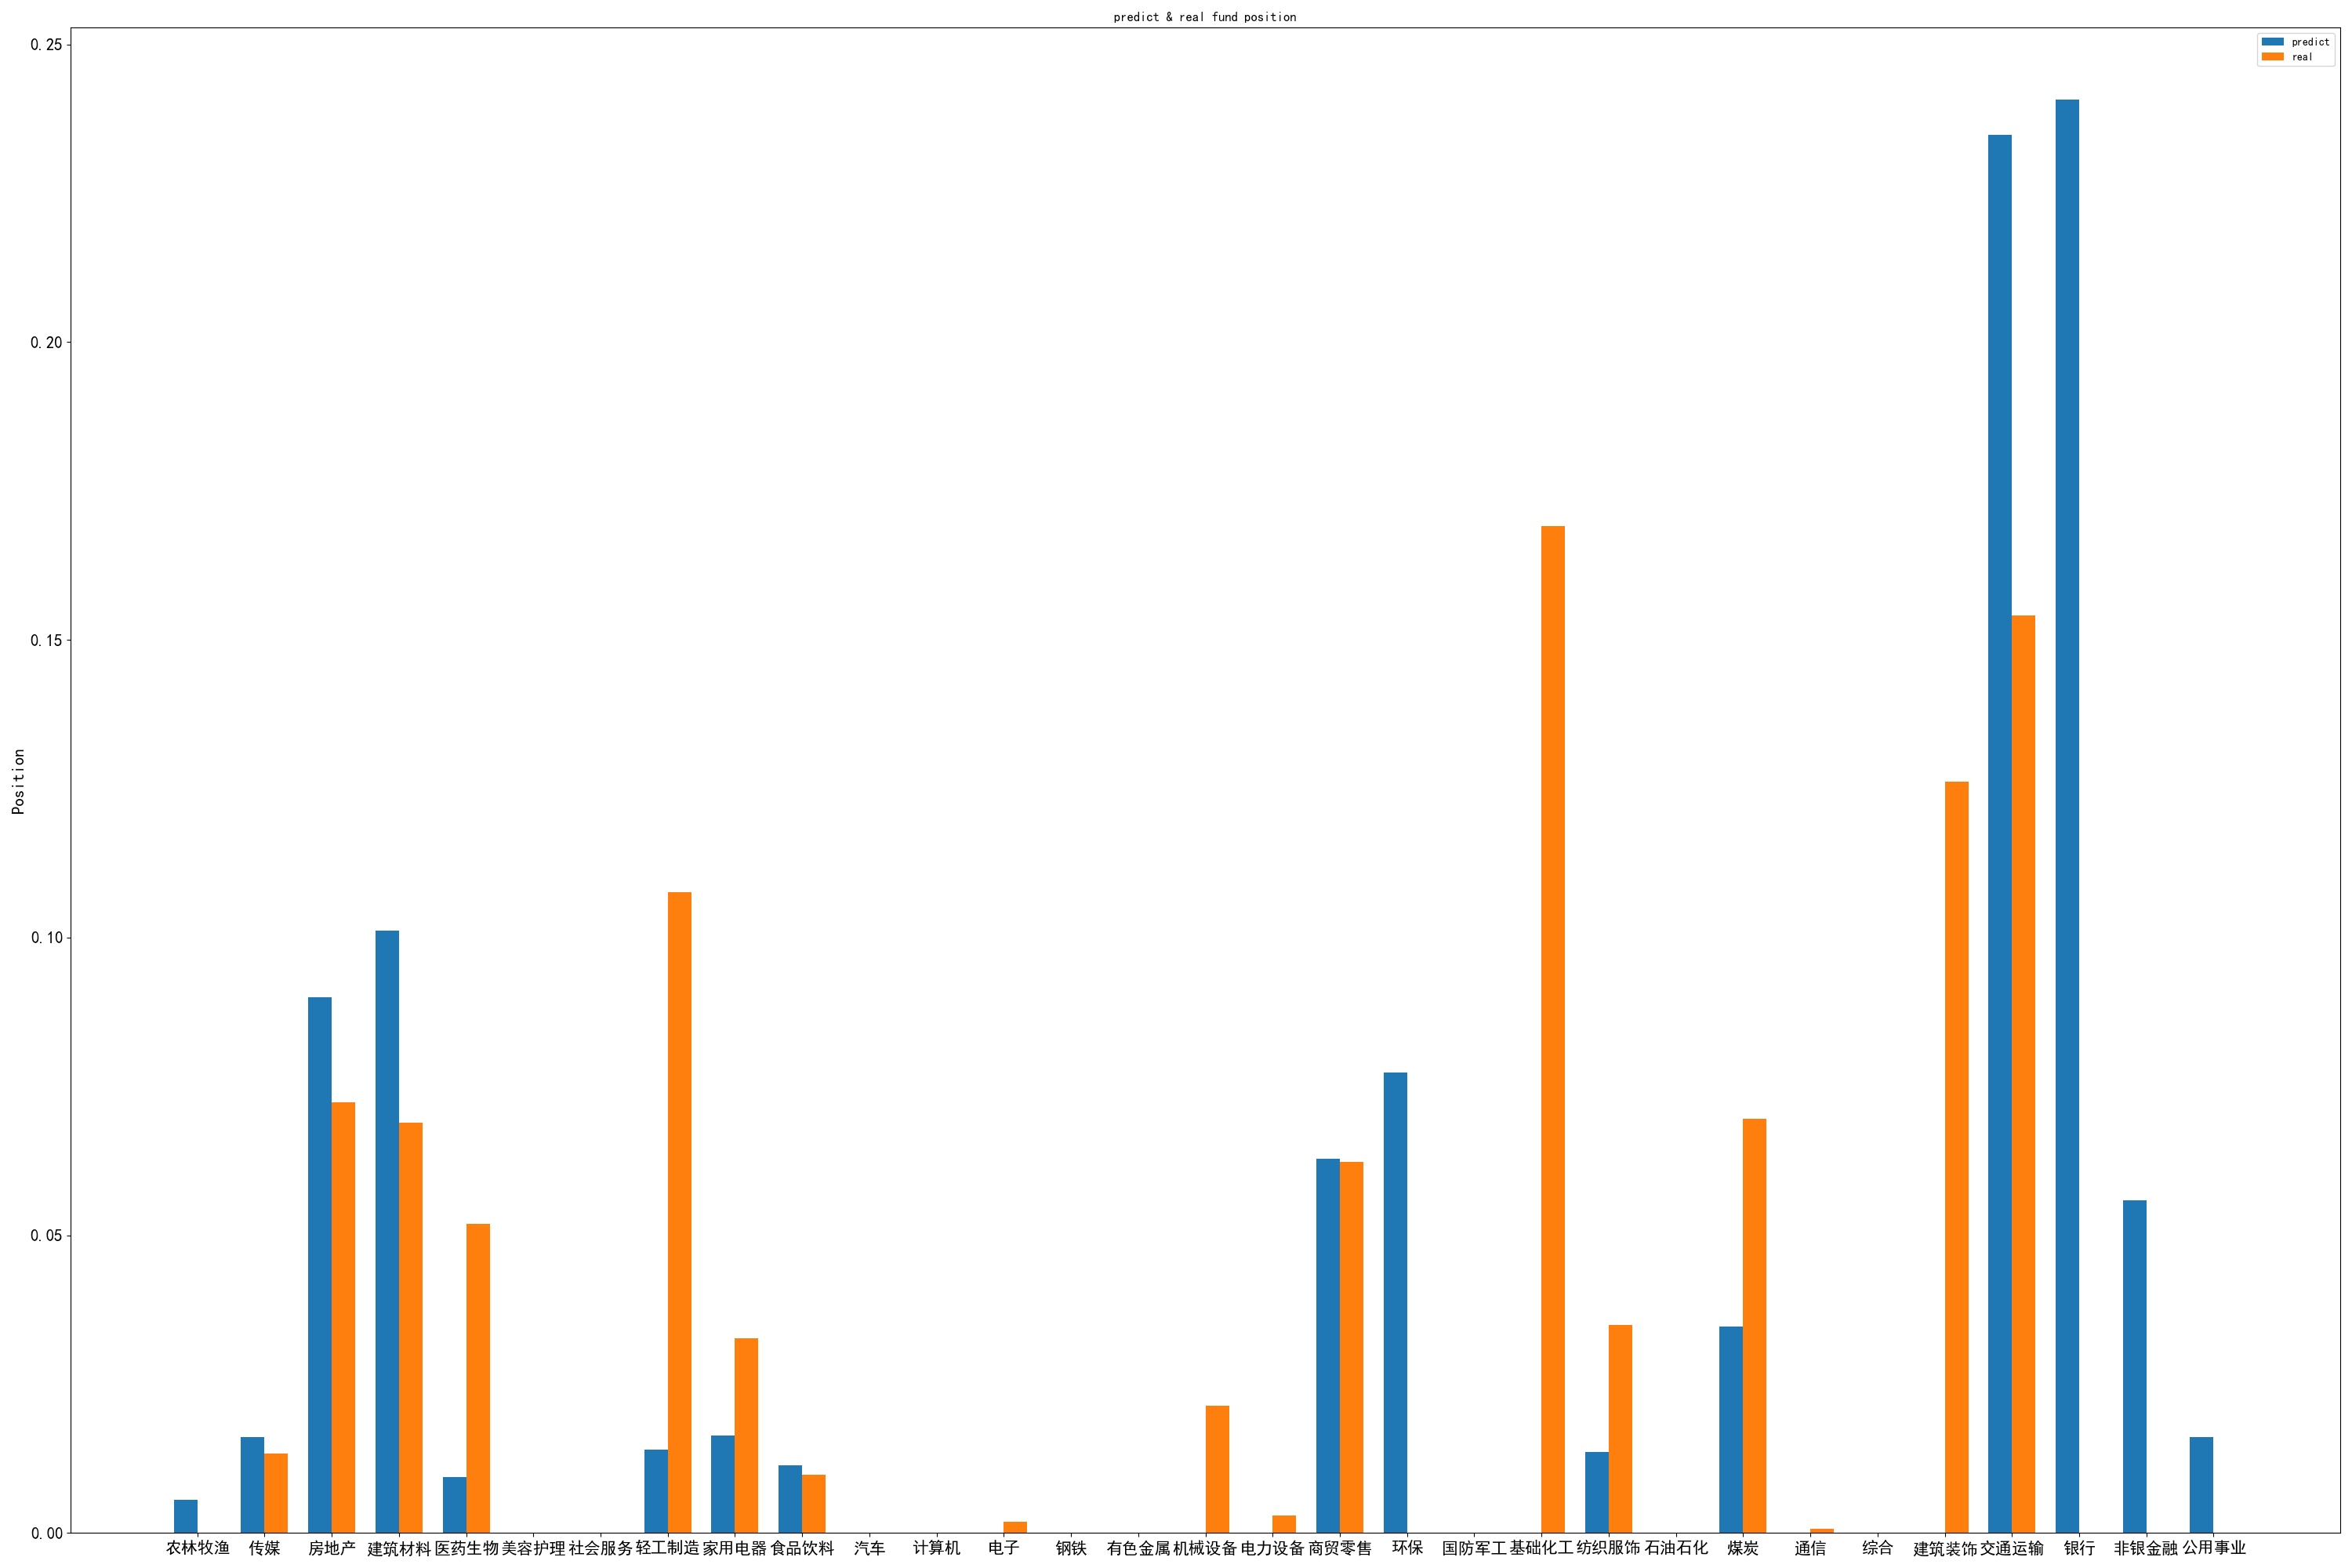 predict & real fund position
predict
real
0.25
0.20
0.15
0.10
0.05
0.00
Position
农林牧渔 传媒 房地产 建筑材料 医药生物 美容护理 社会服务 轻工制造 家用电器 食品饮料 汽车 计算机 电子 钢铁 有色金属 机械设备 电力设备 商贸零售 环保 国防军工 基础化工 纺织服饰 石油石化 煤炭 通信 综合 建筑装饰 交通运输 银行 非银金融 公用事业